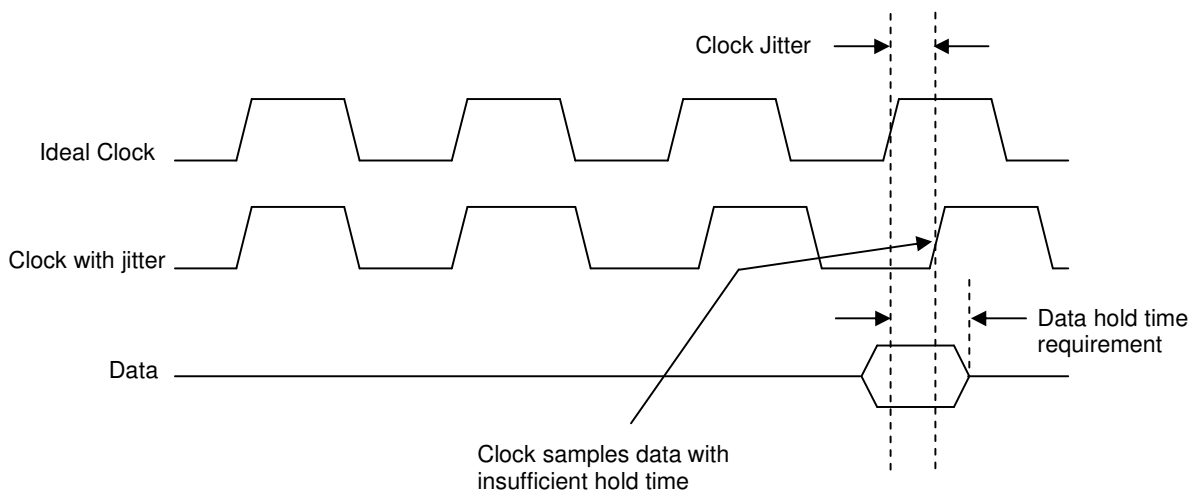 Clock Jitter
Ideal Clock
Clock with jitter
Data hold time
requirement
Data
Clock samples data with
insufficient hold time